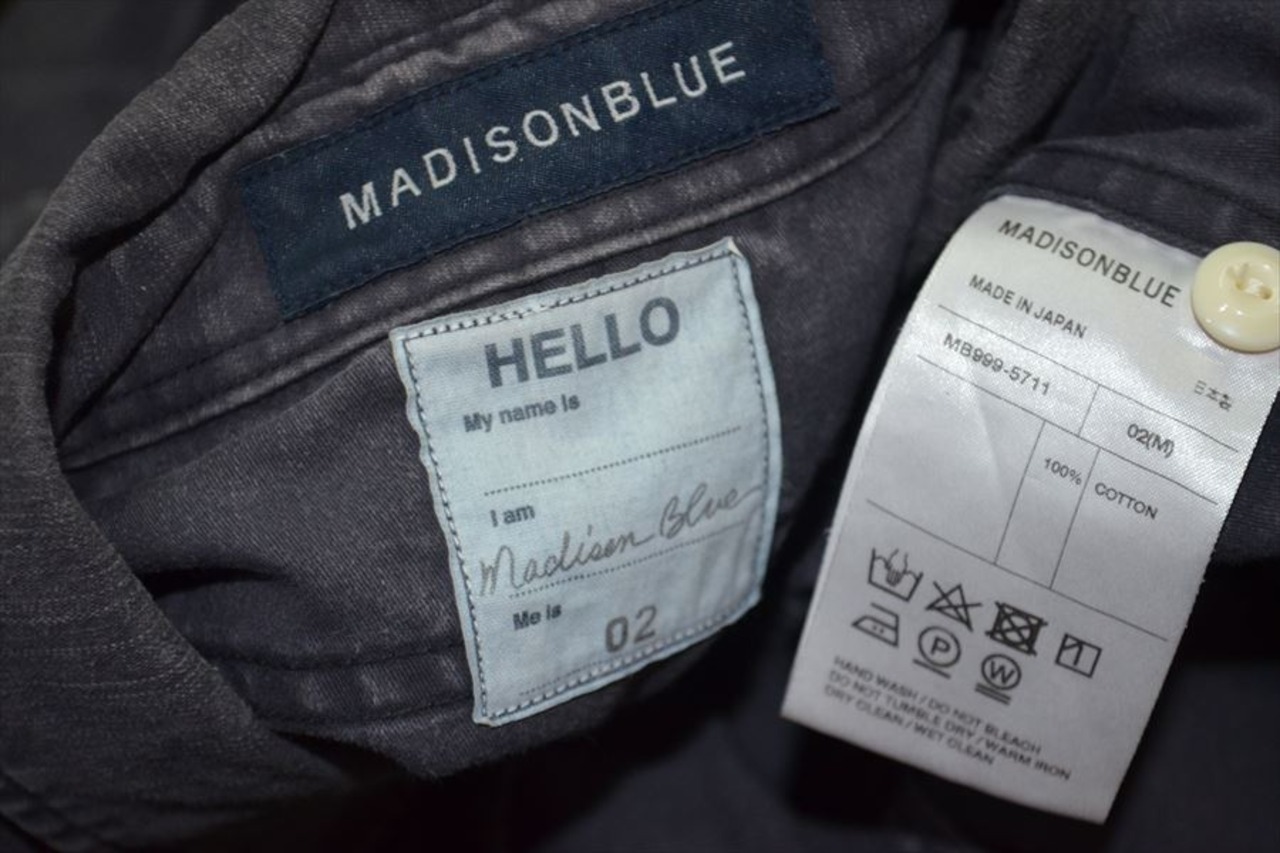 MADISONBLUE
HELLO
My name is
I am
Madison Blue
Me is
02
MADISONBLUE
MADE IN JAPAN
日本製
MB999-5711
02(M)
100% COTTON
P
W
HAND WASH / DO NOT BLEACH
DO NOT TUMBLE DRY / WARM IRON
DRY CLEAN / WET CLEAN